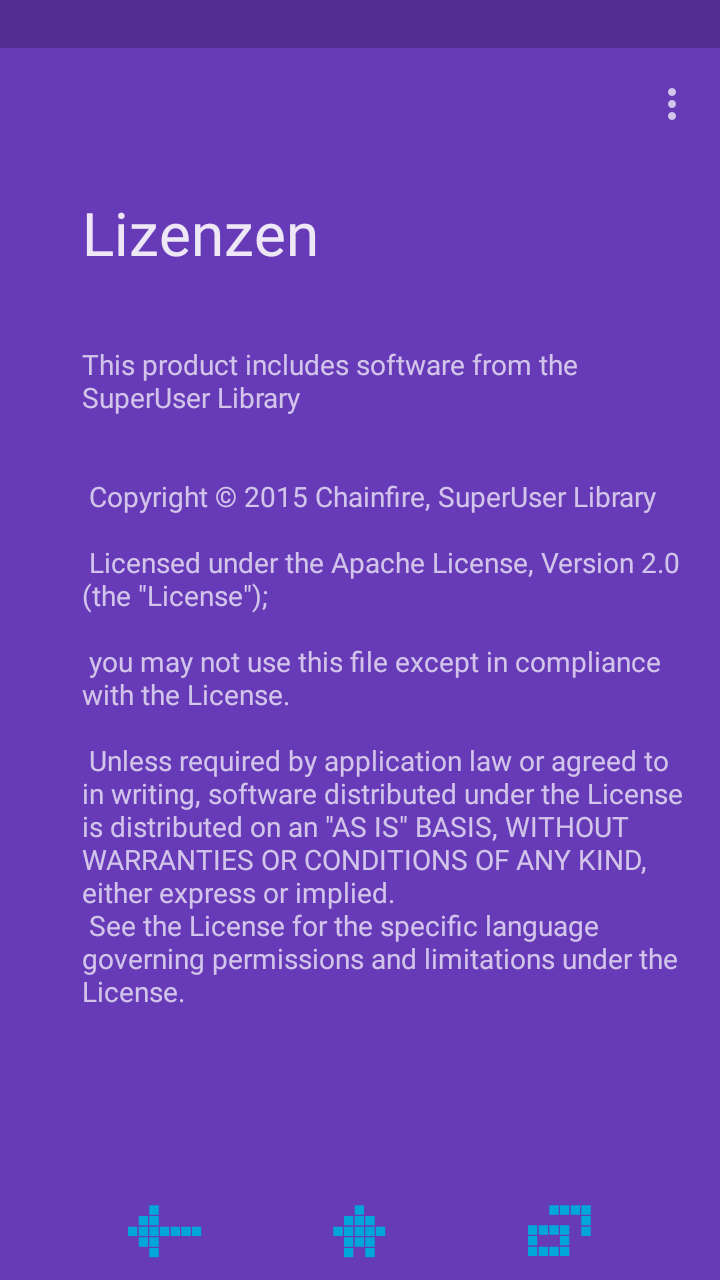 Lizenzen
This product includes software from the
SuperUser Library
Copyright © 2015 Chainfire, SuperUser Library
Licensed under the Apache License, Version 2.0
(the "License");
you may not use this file except in compliance
with the License.
Unless required by application law or agreed to
in writing, software distributed under the License
is distributed on an "AS IS" BASIS, WITHOUT
WARRANTIES OR CONDITIONS OF ANY KIND,
either express or implied.
See the License for the specific language
governing permissions and limitations under the
License.